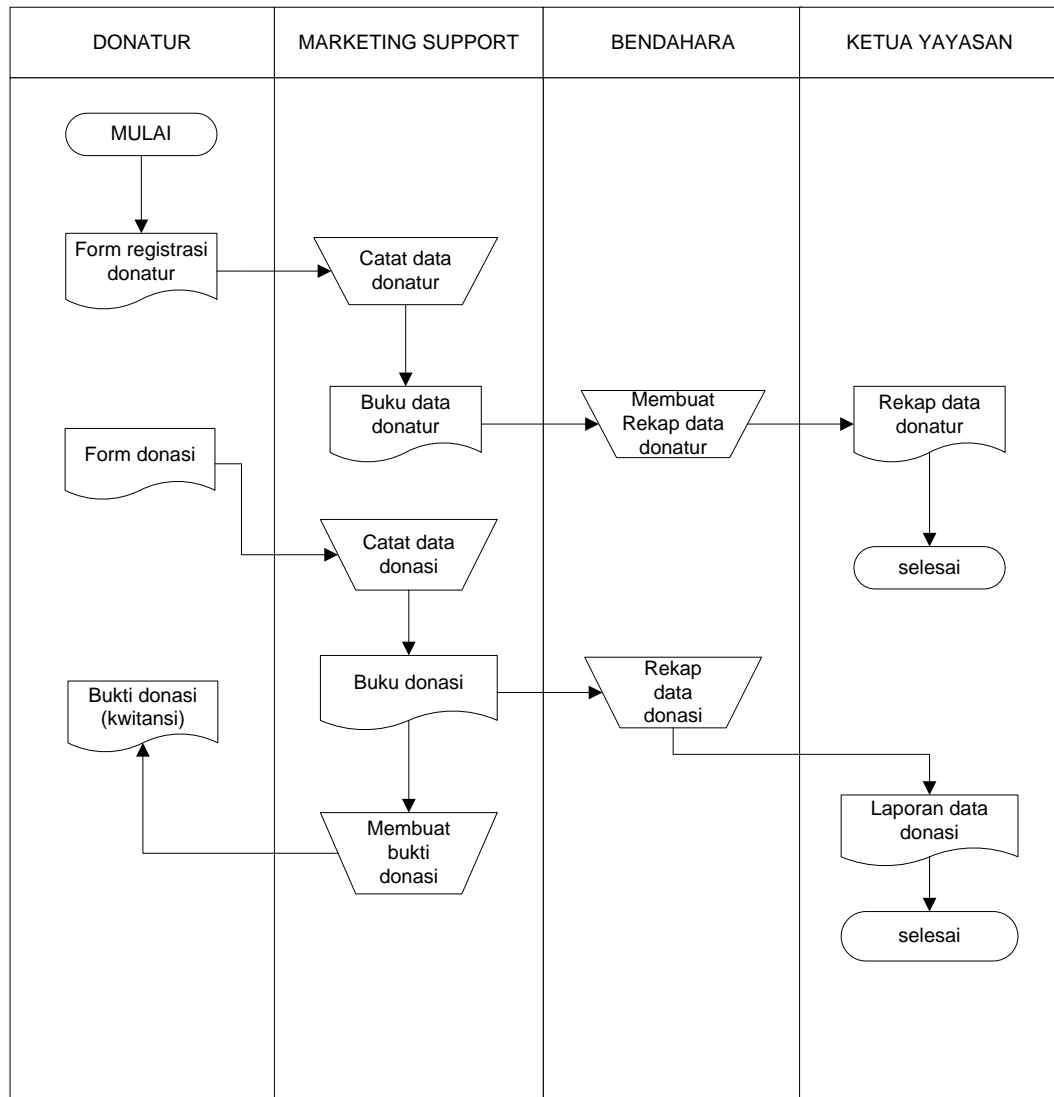 DONATUR
MARKETING SUPPORT
BENDAHARA
KETUA YAYASAN
MULAI
Form registrasi
donatur
Catat data
donatur
Buku data
donatur
Membuat
Rekap data
donatur
Rekap data
donatur
Form donasi
Catat data
donasi
selesai
Buku donasi
Rekap
data
donasi
Bukti donasi
(kwitansi)
Membuat
bukti
donasi
Laporan data
donasi
selesai